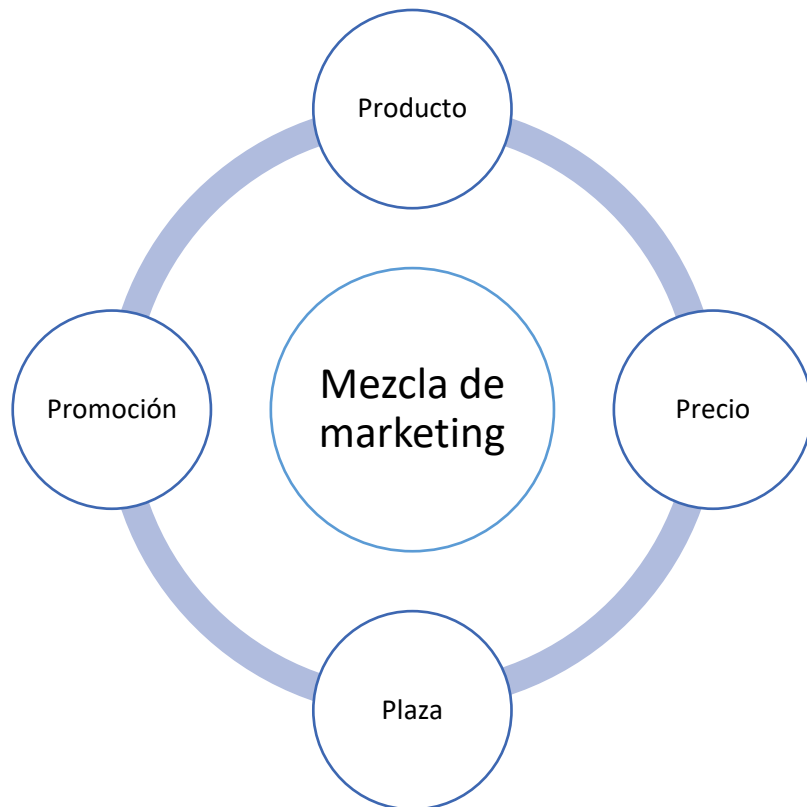 Producto
Mezcla de
marketing
Promoción
Precio
Plaza